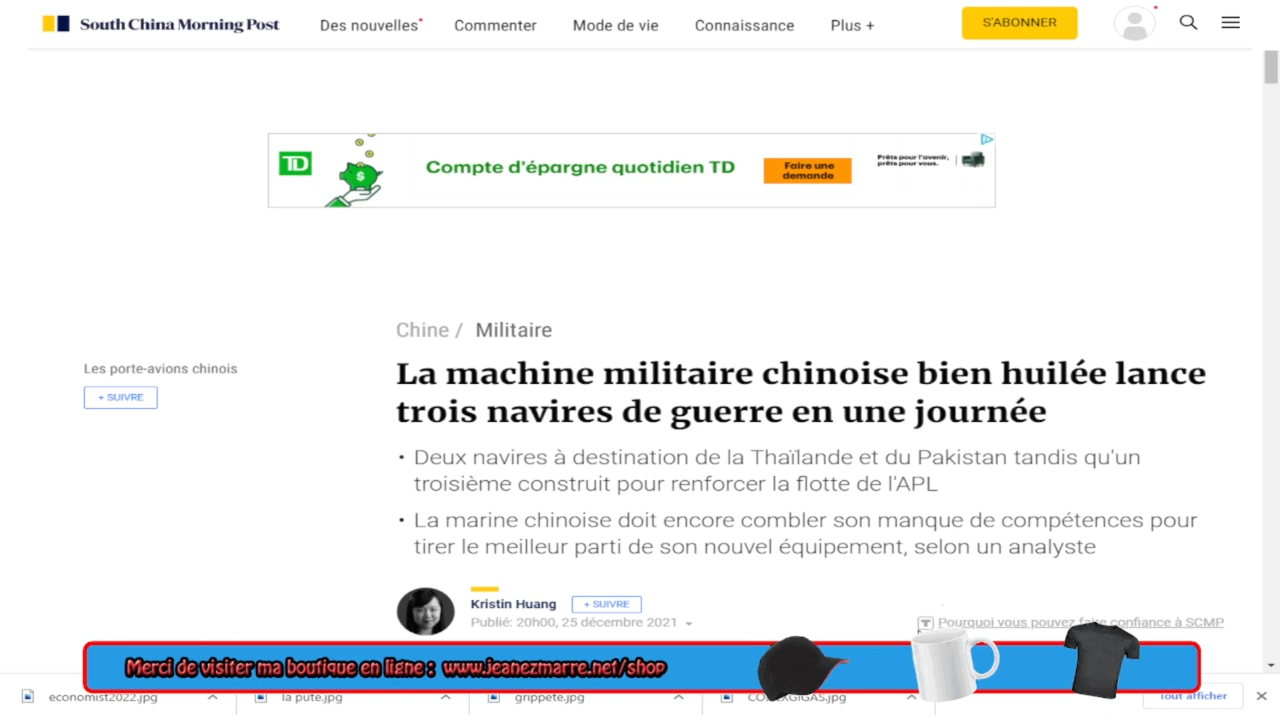 South China Morning Post
Des nouvelles
Commenter
Mode de vie
Connaissance
Plus +
S'ABONNER
TD
Compte d'épargne quotidien TD
Faire une
demande
Prêts pour l'avenir,
prêts pour vous.
Chine / Militaire
Les porte-avions chinois
+ SUIVRE
La machine militaire chinoise bien huilée lance
trois navires de guerre en une journée
• Deux navires à destination de la Thaïlande et du Pakistan tandis qu'un
troisième construit pour renforcer la flotte de l'APL
• La marine chinoise doit encore combler son manque de compétences pour
tirer le meilleur parti de son nouvel équipement, selon un analyste
Kristin Huang
+ SUIVRE
Publié: 20h00, 25 décembre 2021
Pourquoi vous pouvez faire confiance à SCMP
Merci de visiter ma boutique en ligne : www.jeanezmarre.net/shop
economist2022.jpg
la pute.jpg
grippete.jpg
Tout afficher